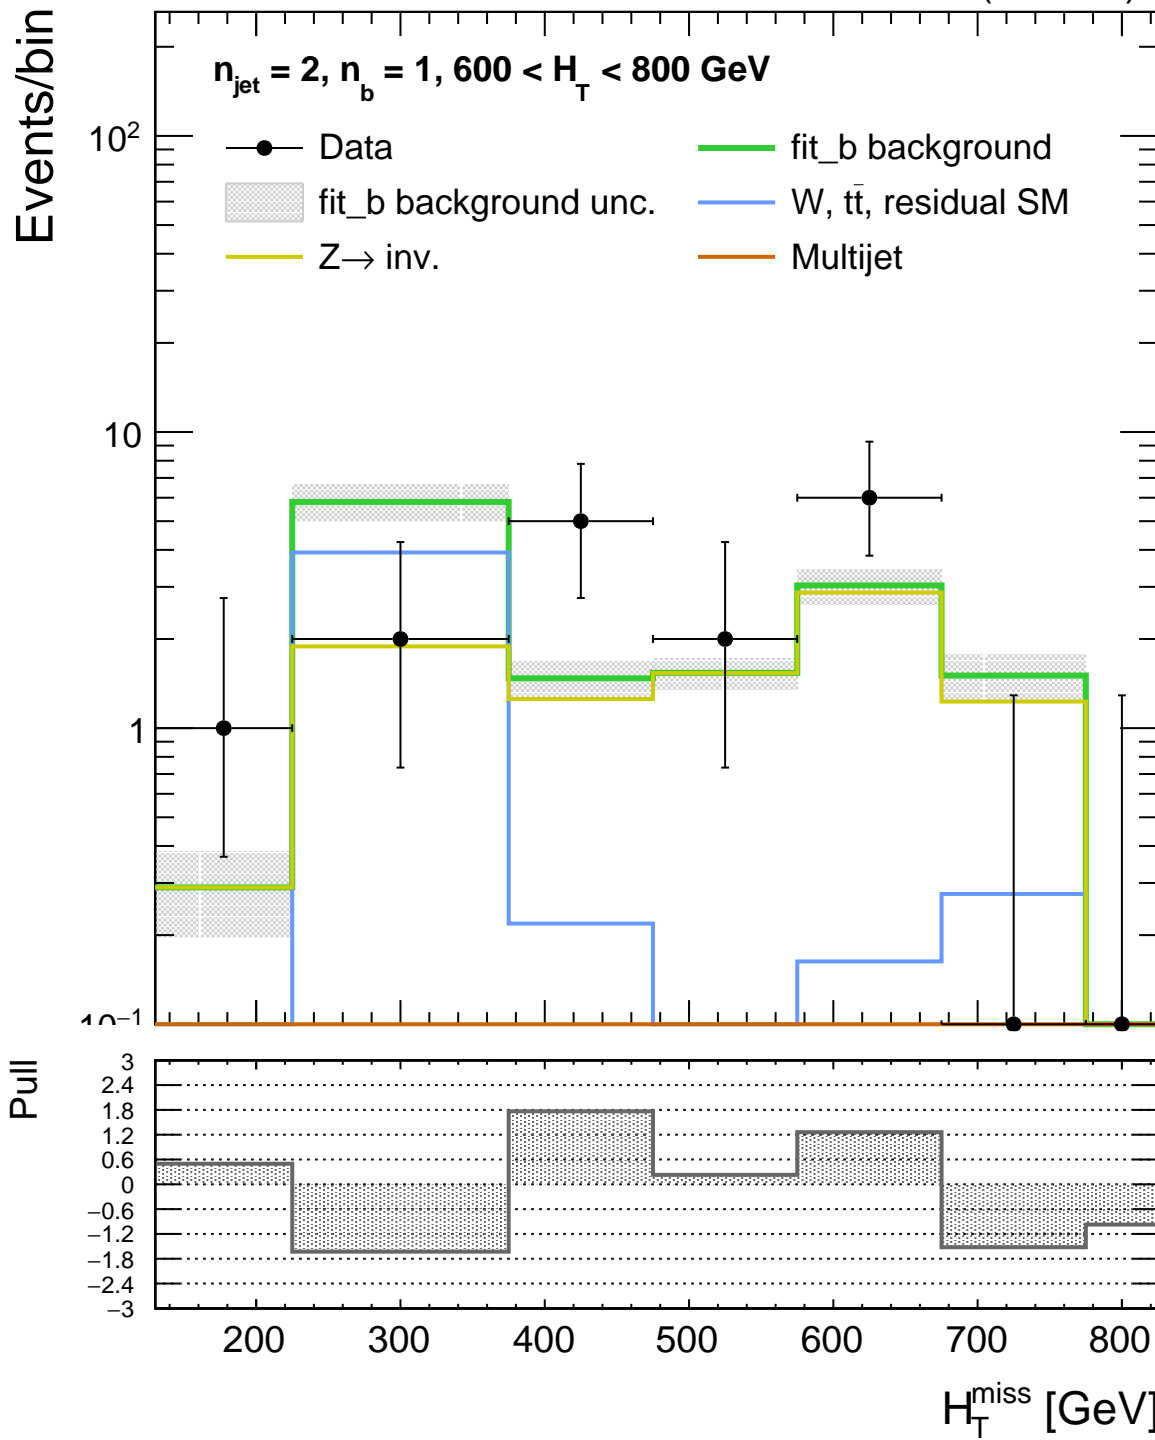 Events/bin
n_jet = 2, n_b = 1, 600 < H_T < 800 GeV
Data
fit_b background
fit_b background unc.
W, tt̄, residual SM
Z→ inv.
Multijet
10²
10
1
10⁻¹
Pull
3
2.4
1.8
1.2
0.6
0
−0.6
−1.2
−1.8
−2.4
−3
200 300 400 500 600 700 800
H_T^miss [GeV]